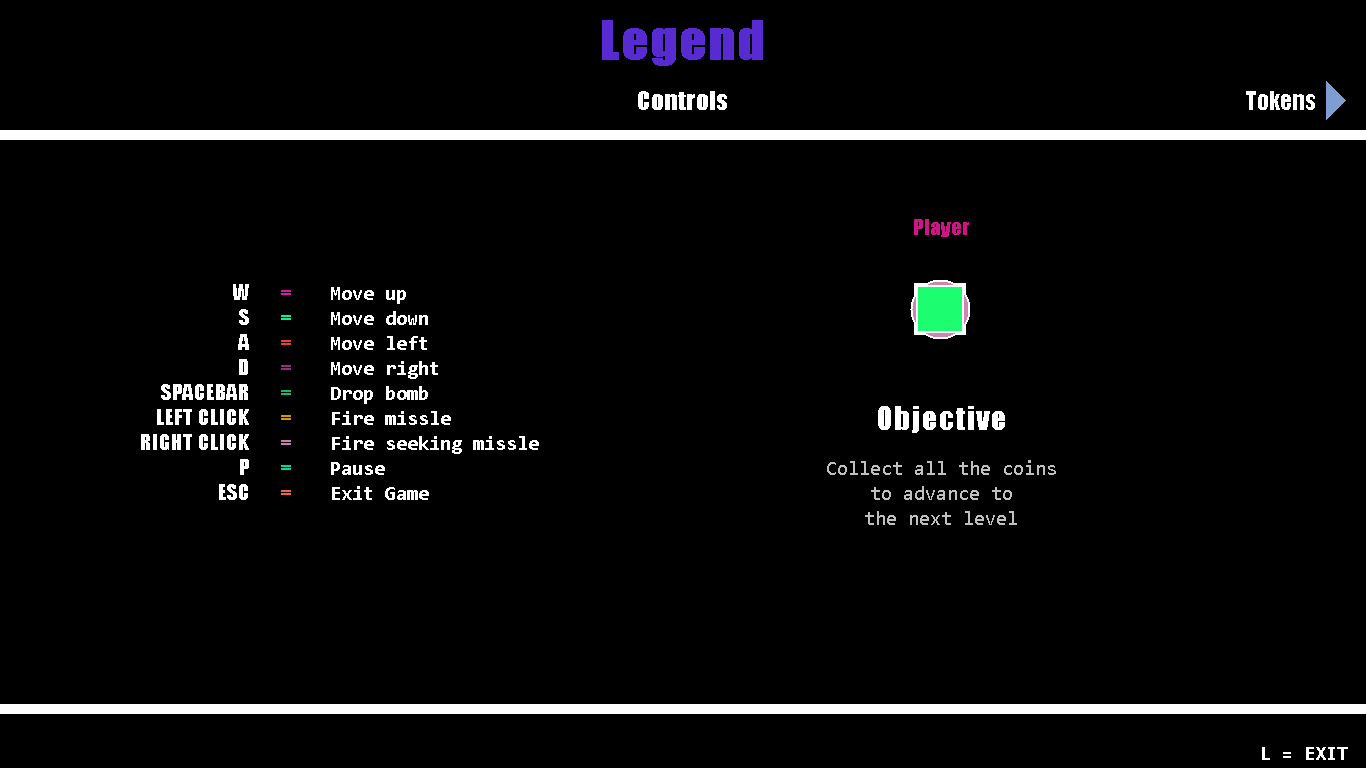 Legend
Controls
Tokens
Player
W = Move up
S = Move down
A = Move left
D = Move right
SPACEBAR = Drop bomb
LEFT CLICK = Fire missle
RIGHT CLICK = Fire seeking missle
P = Pause
ESC = Exit Game
Objective
Collect all the coins
to advance to
the next level
L = EXIT